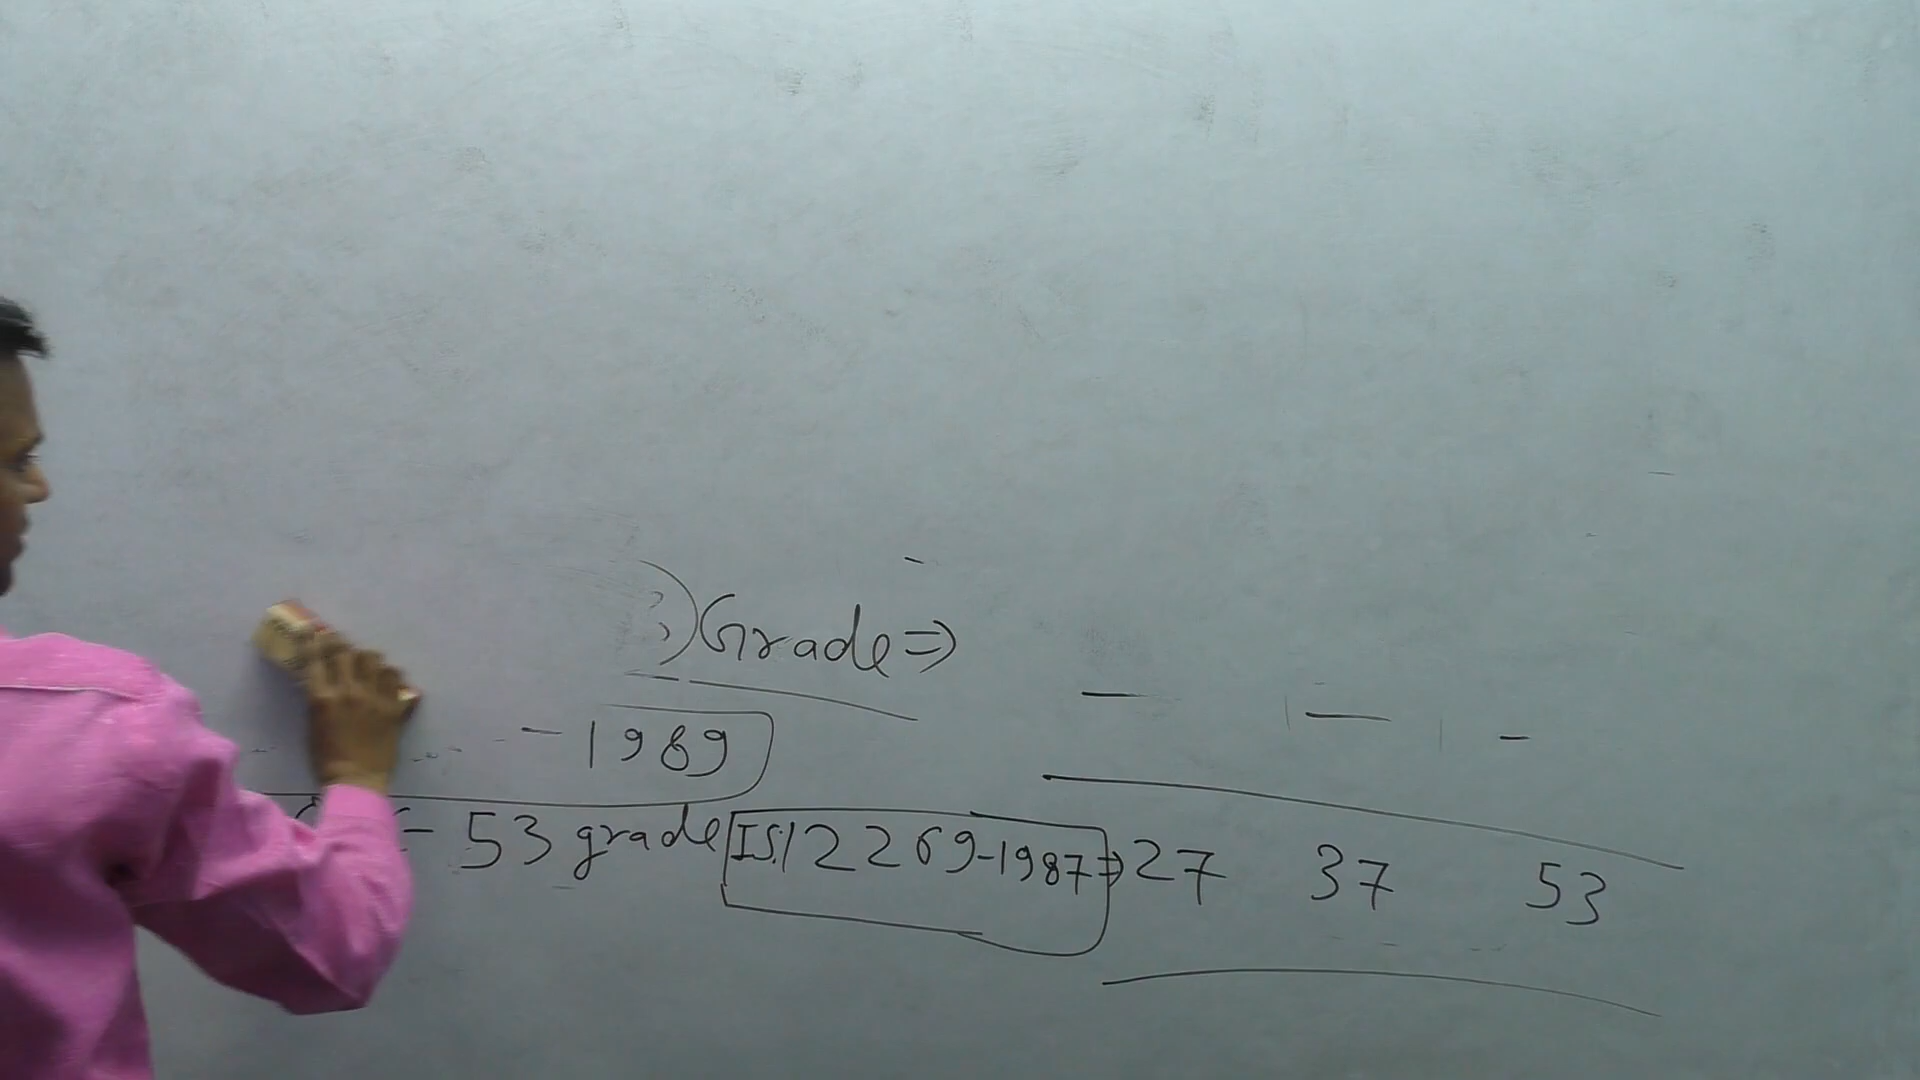 Grade ⇒
- 1989
- 53 grade IS:12269-1987 ⇒ 27 37 53